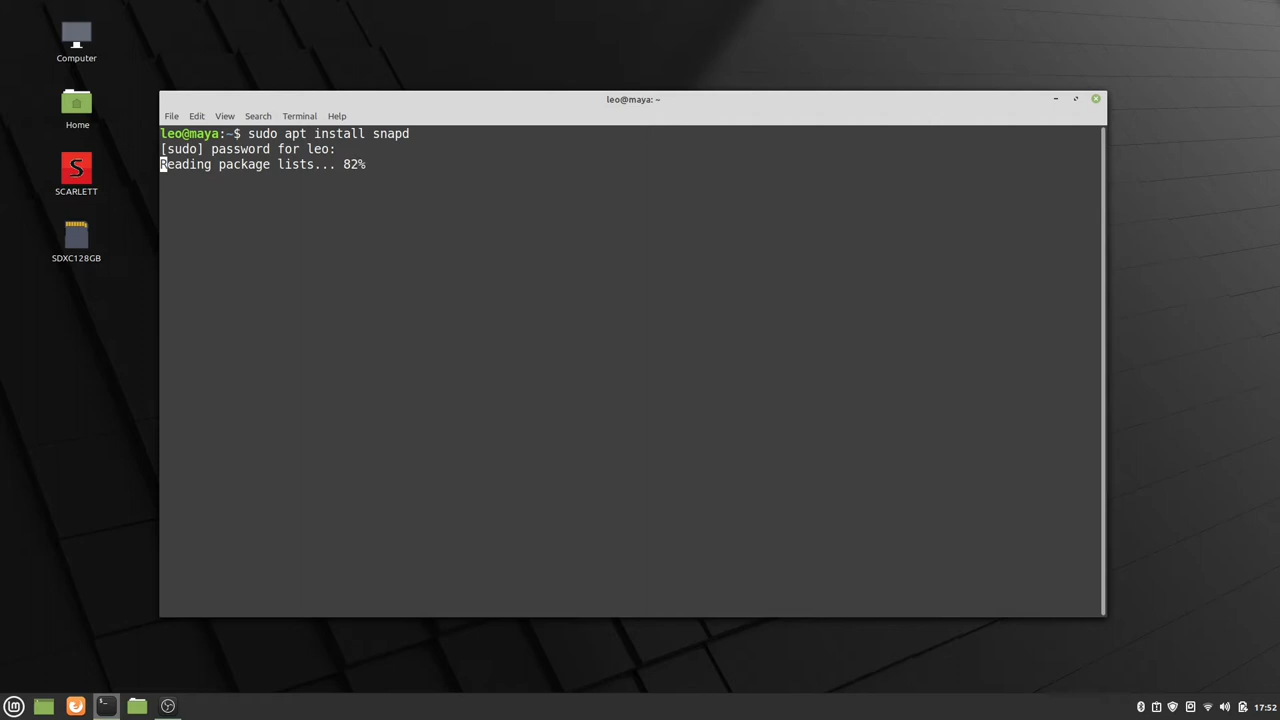 Computer
Home
SCARLETT
SDXC128GB
leo@maya: ~
File Edit View Search Terminal Help
leo@maya:~$ sudo apt install snapd
[sudo] password for leo:
Reading package lists... 82%
17:52